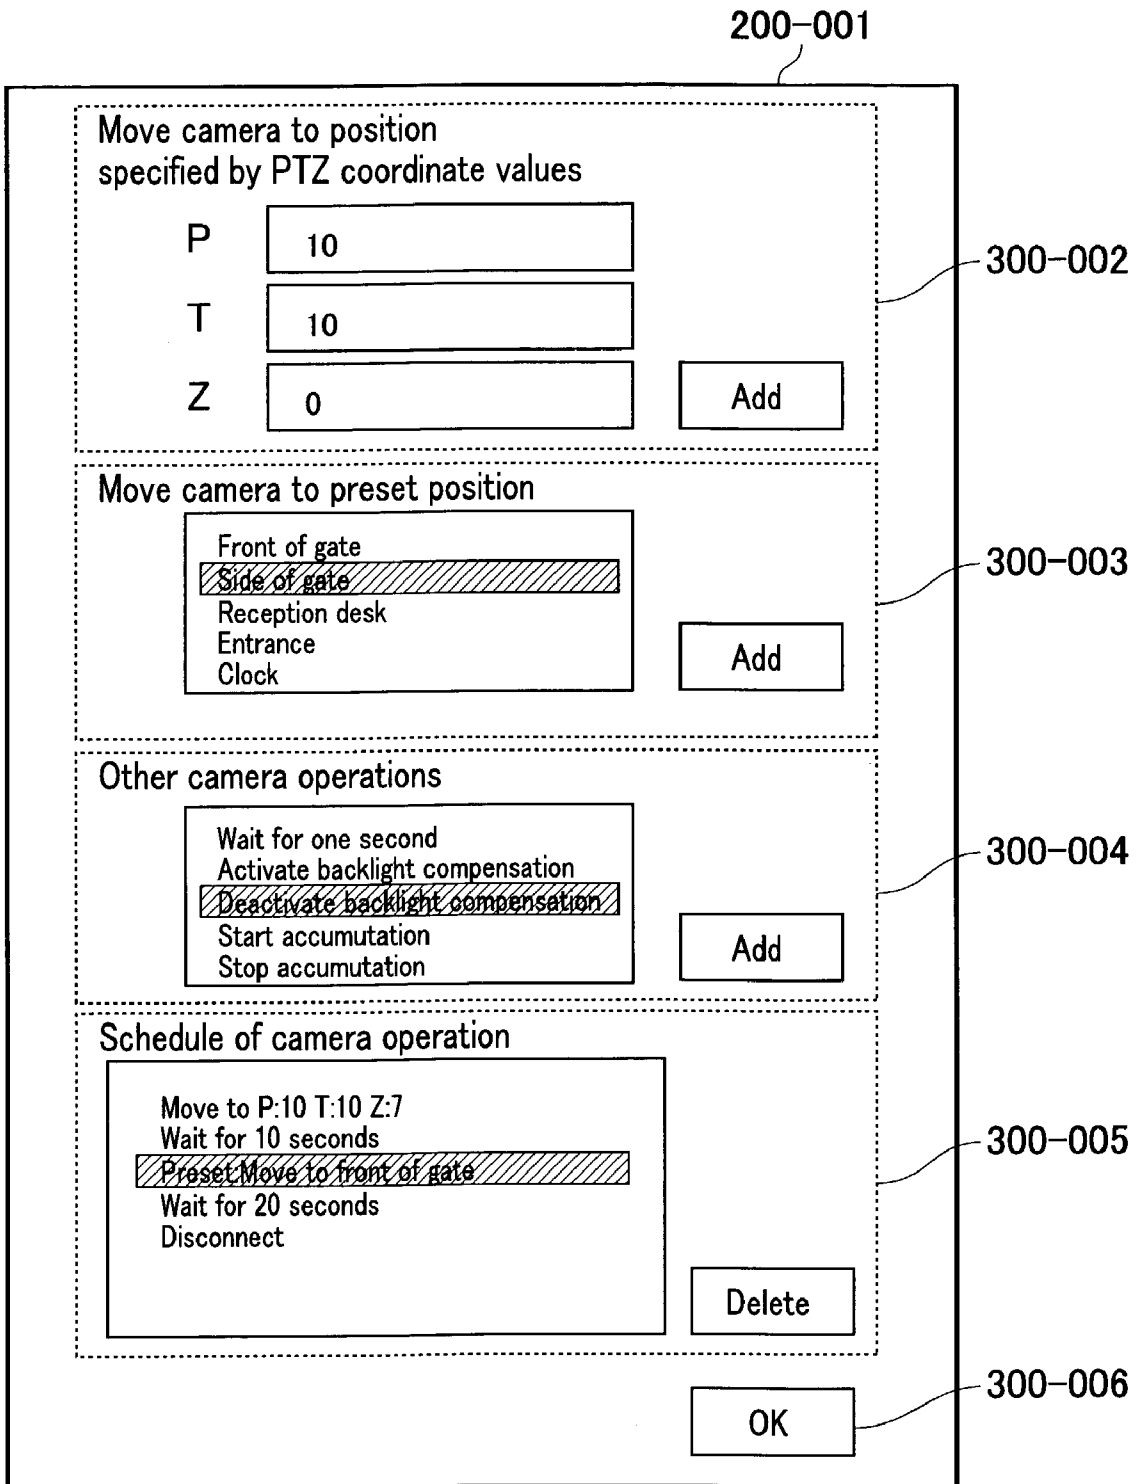 200-001
Move camera to position
specified by PTZ coordinate values
P 10
T 10
Z 0 Add
300-002
Move camera to preset position
Front of gate
Side of gate
Reception desk
Entrance
Clock
Add
300-003
Other camera operations
Wait for one second
Activate backlight compensation
Deactivate backlight compensation
Start accumutation
Stop accumutation
Add
300-004
Schedule of camera operation
Move to P:10 T:10 Z:7
Wait for 10 seconds
Preset:Move to front of gate
Wait for 20 seconds
Disconnect
Delete
300-005
OK
300-006